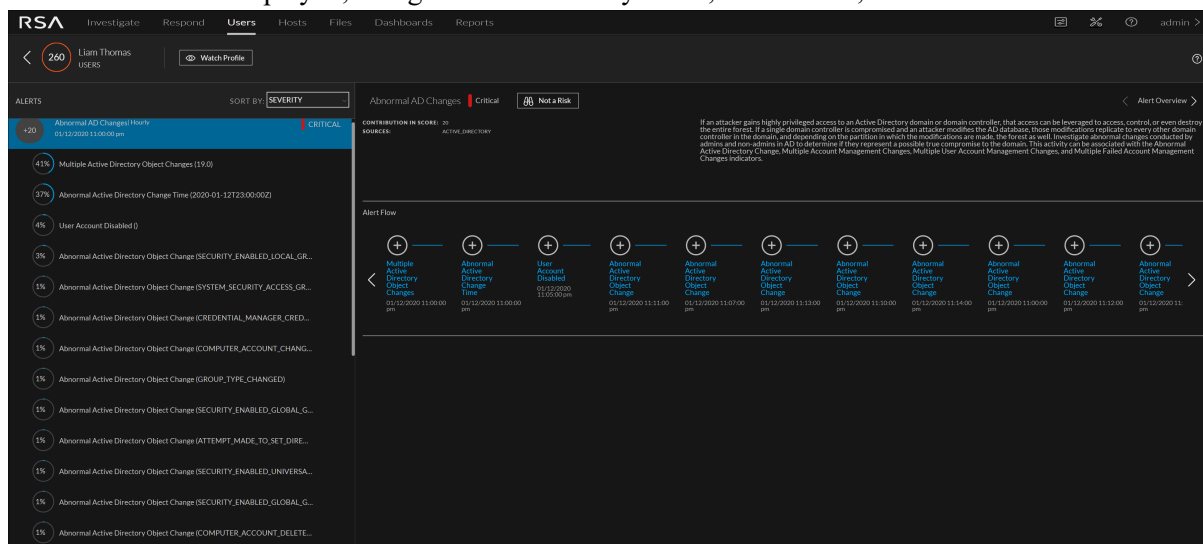 RSA Investigate Respond Users Hosts Files Dashboards Reports admin
260 Liam Thomas
USERS
Watch Profile
ALERTS SORT BY: SEVERITY
+20 Abnormal AD Changes| Hourly CRITICAL
01/12/2020 11:00:00 pm
41% Multiple Active Directory Object Changes (19.0)
37% Abnormal Active Directory Change Time (2020-01-12T23:00:00Z)
4% User Account Disabled ()
3% Abnormal Active Directory Object Change (SECURITY_ENABLED_LOCAL_GR...
1% Abnormal Active Directory Object Change (SYSTEM_SECURITY_ACCESS_GR...
1% Abnormal Active Directory Object Change (CREDENTIAL_MANAGER_CRED...
1% Abnormal Active Directory Object Change (COMPUTER_ACCOUNT_CHANG...
1% Abnormal Active Directory Object Change (GROUP_TYPE_CHANGED)
1% Abnormal Active Directory Object Change (SECURITY_ENABLED_GLOBAL_G...
1% Abnormal Active Directory Object Change (ATTEMPT_MADE_TO_SET_DIRE...
1% Abnormal Active Directory Object Change (SECURITY_ENABLED_UNIVERSA...
1% Abnormal Active Directory Object Change (SECURITY_ENABLED_GLOBAL_G...
1% Abnormal Active Directory Object Change (COMPUTER_ACCOUNT_DELETE...
Abnormal AD Changes Critical Not a Risk Alert Overview
CONTRIBUTION IN SCORE: 20
SOURCES: ACTIVE_DIRECTORY
If an attacker gains highly privileged access to an Active Directory domain or domain controller, that access can be leveraged to access, control, or even destroy
the entire forest. If a single domain controller is compromised and an attacker modifies the AD database, those modifications replicate to every other domain
controller in the domain, and depending on the partition in which the modifications are made, the forest as well. Investigate abnormal changes conducted by
admins and non-admins in AD to determine if they represent a possible true compromise to the domain. This activity can be associated with the Abnormal
Active Directory Change, Multiple Account Management Changes, Multiple User Account Management Changes, and Multiple Failed Account Management
Changes indicators.
Alert Flow
Multiple
Active
Directory
Object
Changes
01/12/2020 11:00:00
pm
Abnormal
Active
Directory
Change
Time
01/12/2020 11:00:00
pm
User
Account
Disabled
01/12/2020
11:05:00 pm
Abnormal
Active
Directory
Object
Change
01/12/2020 11:11:00
pm
Abnormal
Active
Directory
Object
Change
01/12/2020 11:07:00
pm
Abnormal
Active
Directory
Object
Change
01/12/2020 11:13:00
pm
Abnormal
Active
Directory
Object
Change
01/12/2020 11:10:00
pm
Abnormal
Active
Directory
Object
Change
01/12/2020 11:14:00
pm
Abnormal
Active
Directory
Object
Change
01/12/2020 11:00:00
pm
Abnormal
Active
Directory
Object
Change
01/12/2020 11:12:00
pm
Abnormal
Active
Directory
Object
Change
01/12/2020 11:
pm